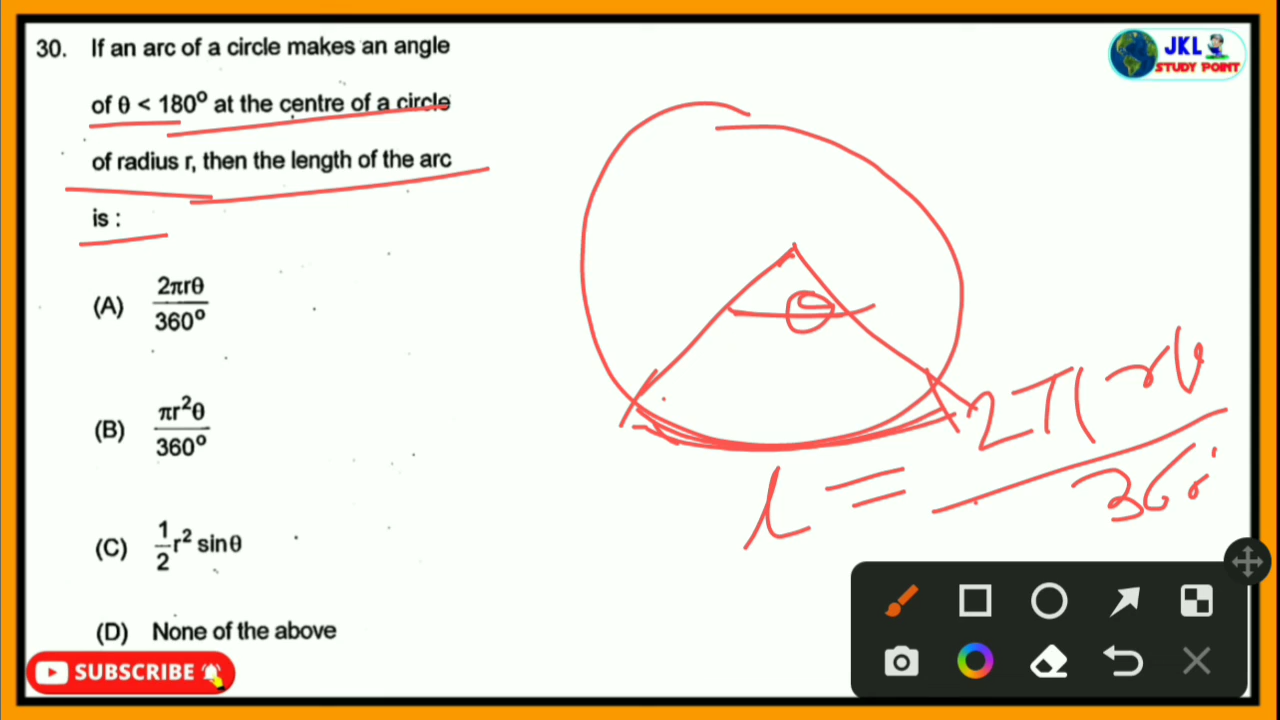 30. If an arc of a circle makes an angle
of θ < 180° at the centre of a circle
of radius r, then the length of the arc
is :
(A) 2πrθ
360°
(B) πr²θ
360°
(C) 1/2 r² sinθ
(D) None of the above
JKL
STUDY POINT
θ
l = 2πrθ
360°
SUBSCRIBE